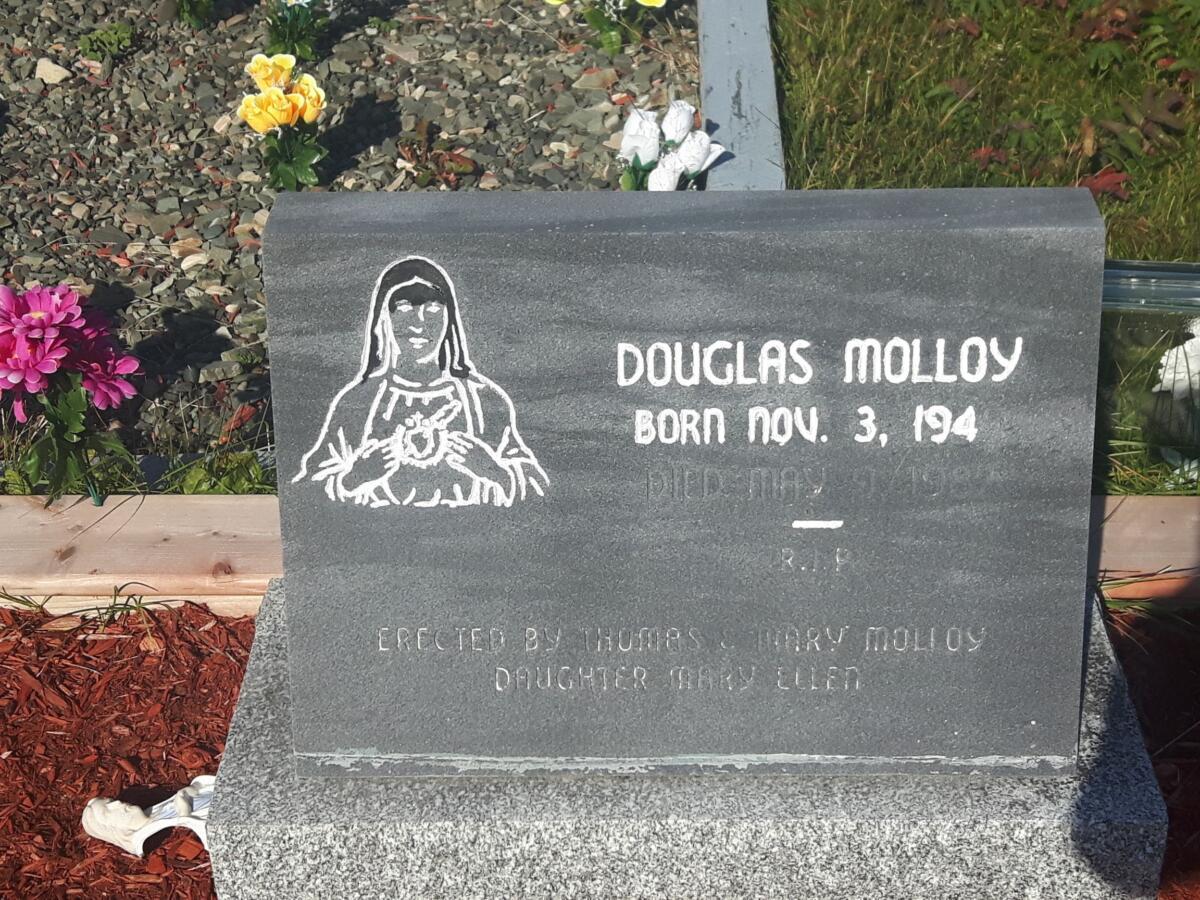 DOUGLAS MOLLOY
BORN NOV. 3, 194
DIED MAY
R.I.P
ERECTED BY THOMAS & MARY MOLLOY
DAUGHTER MARY ELLEN